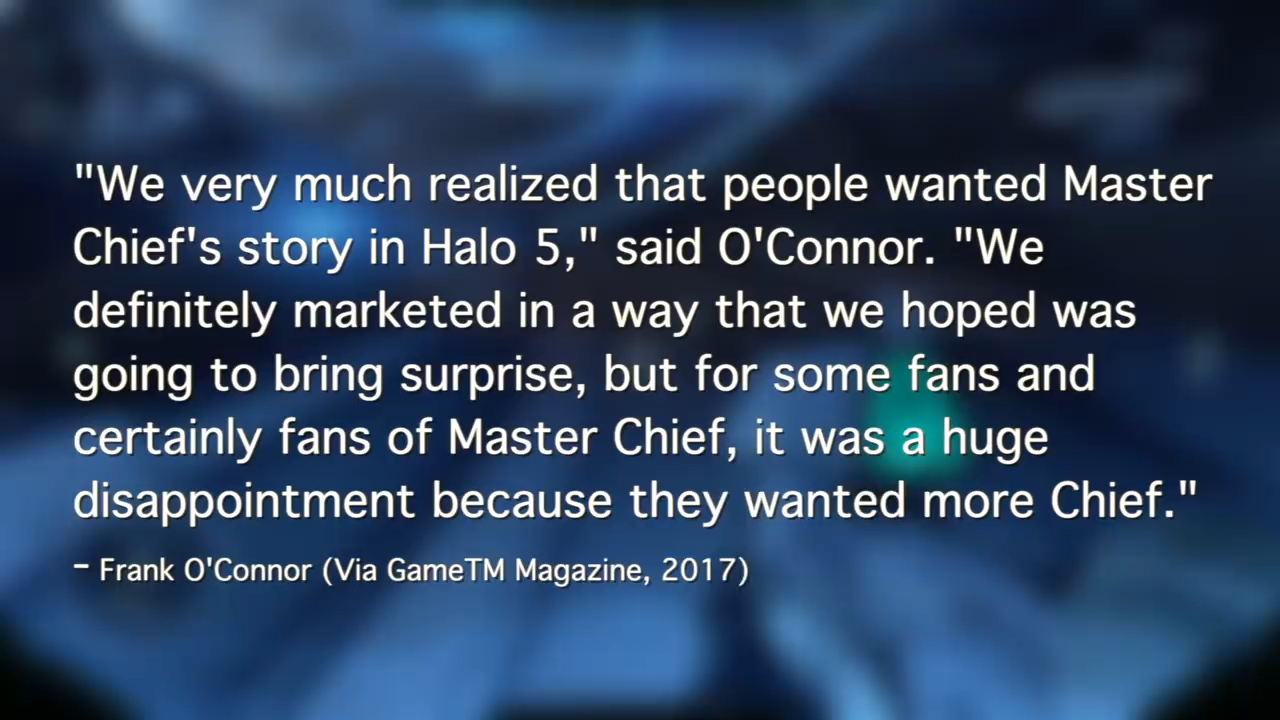 "We very much realized that people wanted Master
Chief's story in Halo 5," said O'Connor. "We
definitely marketed in a way that we hoped was
going to bring surprise, but for some fans and
certainly fans of Master Chief, it was a huge
disappointment because they wanted more Chief."
– Frank O'Connor (Via GameTM Magazine, 2017)